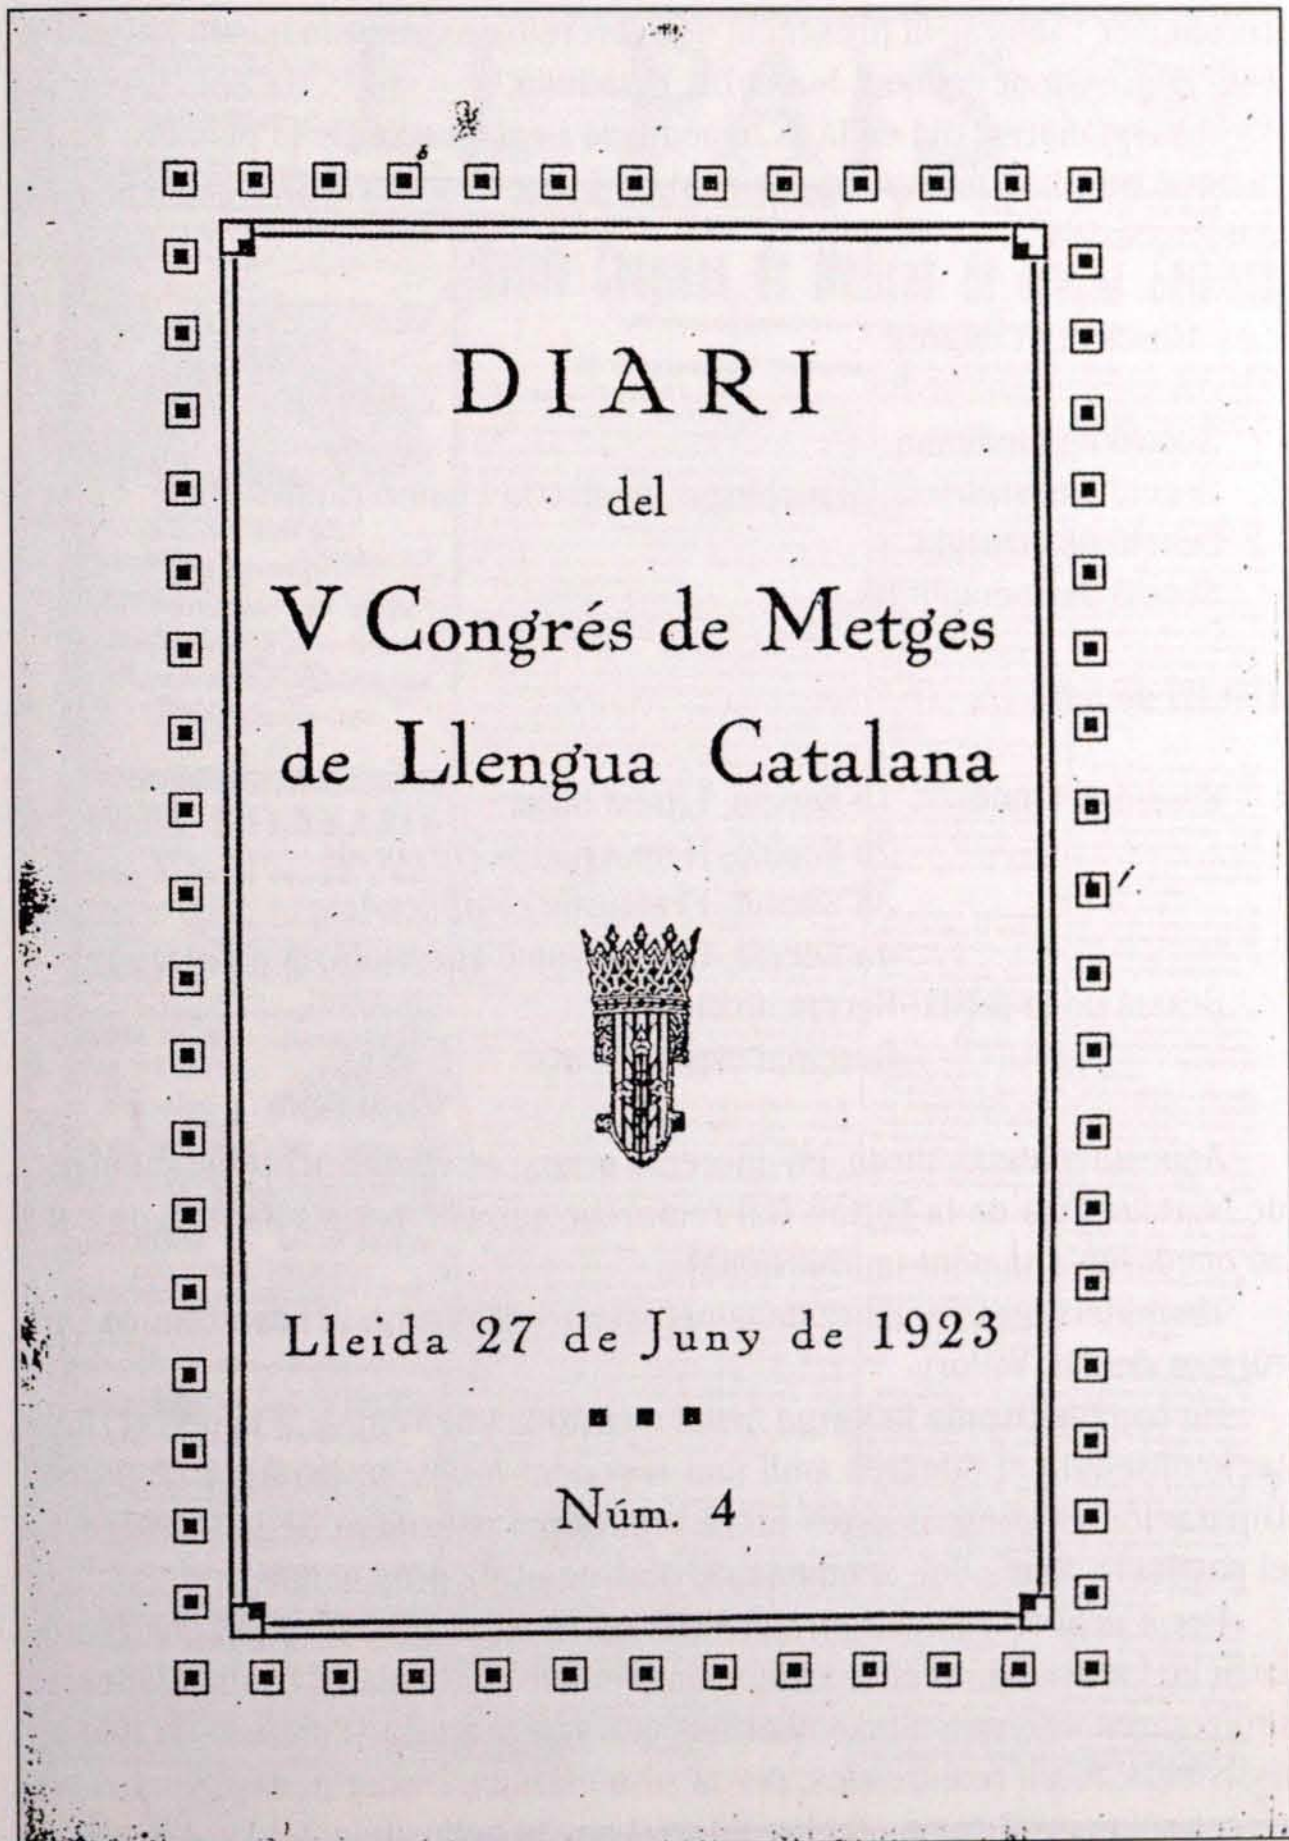 DIARI
del
V Congrés de Metges
de Llengua Catalana
Lleida 27 de Juny de 1923
Núm. 4